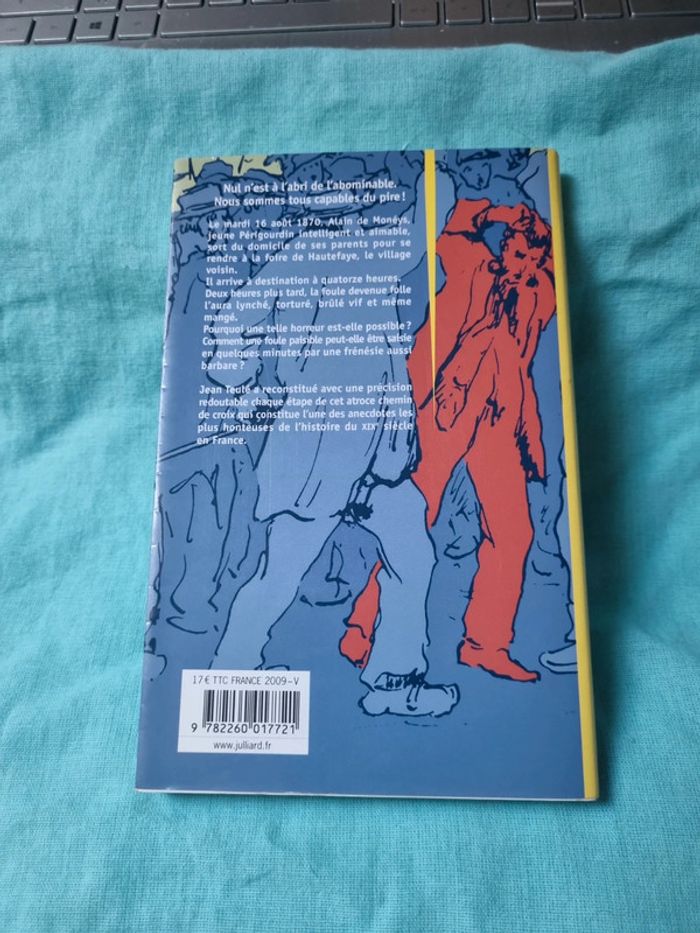 Nul n'est à l'abri de l'abominable.
Nous sommes tous capables du pire !
Le mardi 16 août 1870, Alain de Monéys,
jeune Périgourdin intelligent et aimable,
sort du domicile de ses parents pour se
rendre à la foire de Hautefaye, le village
voisin.
Il arrive à destination à quatorze heures.
Deux heures plus tard, la foule devenue folle
l'aura lynché, torturé, brûlé vif et même
mangé.
Pourquoi une telle horreur est-elle possible ?
Comment une foule paisible peut-elle être saisie
en quelques minutes par une frénésie aussi
barbare ?
Jean Teulé a reconstitué avec une précision
redoutable chaque étape de cet atroce chemin
de croix qui constitue l'une des anecdotes les
plus honteuses de l'histoire du XIXe siècle
en France.
17 € TTC FRANCE 2009-V
9 782260 017721
www.julliard.fr